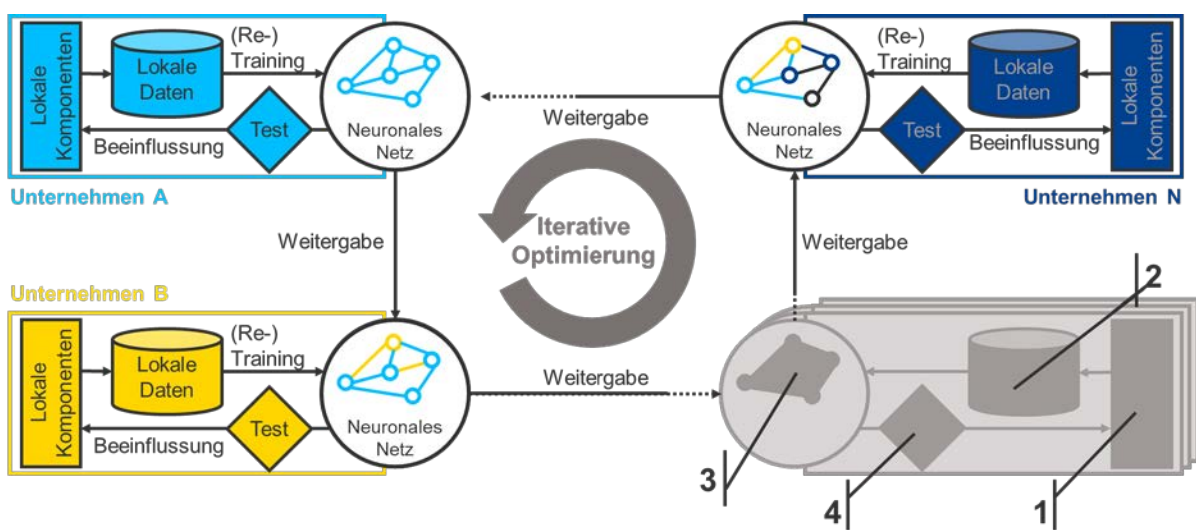 Lokale
Komponenten
Lokale
Daten
(Re-)
Training
Beeinflussung
Test
Neuronales
Netz
Unternehmen A
Weitergabe
Neuronales
Netz
(Re-)
Training
Lokale
Daten
Test
Beeinflussung
Lokale
Komponenten
Unternehmen N
Weitergabe
Iterative
Optimierung
Weitergabe
Unternehmen B
Lokale
Komponenten
Lokale
Daten
(Re-)
Training
Beeinflussung
Test
Neuronales
Netz
Weitergabe
2
3
4
1